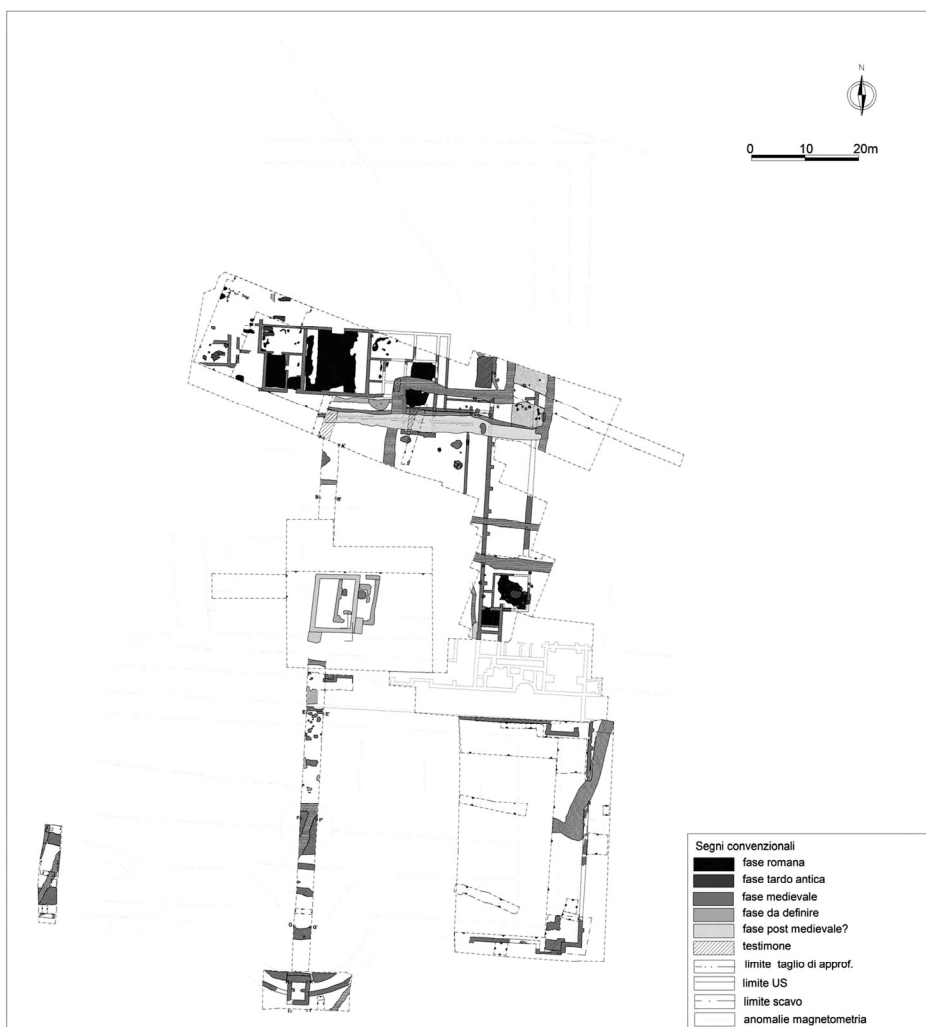 N
0 10 20m
Segni convenzionali
fase romana
fase tardo antica
fase medievale
fase da definire
fase post medievale?
testimone
limite taglio di approf.
limite US
limite scavo
anomalie magnetometria